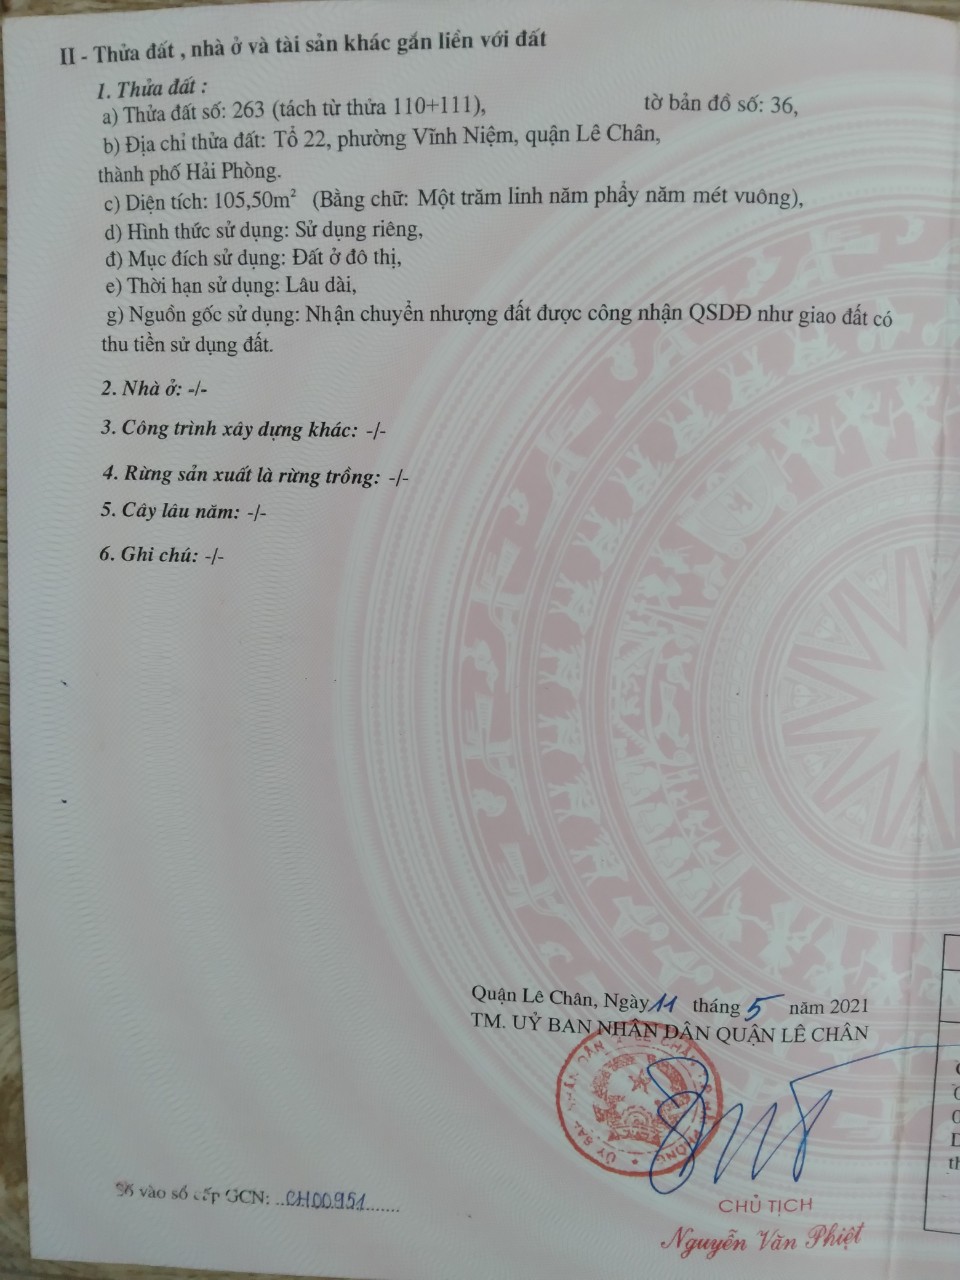 II - Thửa đất , nhà ở và tài sản khác gắn liền với đất
1. Thửa đất :
a) Thửa đất số: 263 (tách từ thửa 110+111), tờ bản đồ số: 36,
b) Địa chỉ thửa đất: Tổ 22, phường Vĩnh Niệm, quận Lê Chân,
thành phố Hải Phòng.
c) Diện tích: 105,50m² (Bằng chữ: Một trăm linh năm phẩy năm mét vuông),
d) Hình thức sử dụng: Sử dụng riêng,
đ) Mục đích sử dụng: Đất ở đô thị,
e) Thời hạn sử dụng: Lâu dài,
g) Nguồn gốc sử dụng: Nhận chuyển nhượng đất được công nhận QSDĐ như giao đất có
thu tiền sử dụng đất.
2. Nhà ở: -/-
3. Công trình xây dựng khác: -/-
4. Rừng sản xuất là rừng trồng: -/-
5. Cây lâu năm: -/-
6. Ghi chú: -/-
Quận Lê Chân, Ngày 11 tháng 5 năm 2021
TM. UỶ BAN NHÂN DÂN QUẬN LÊ CHÂN
CHỦ TỊCH
Nguyễn Văn Phiệt
Số vào sổ cấp GCN: ..CH00951.......